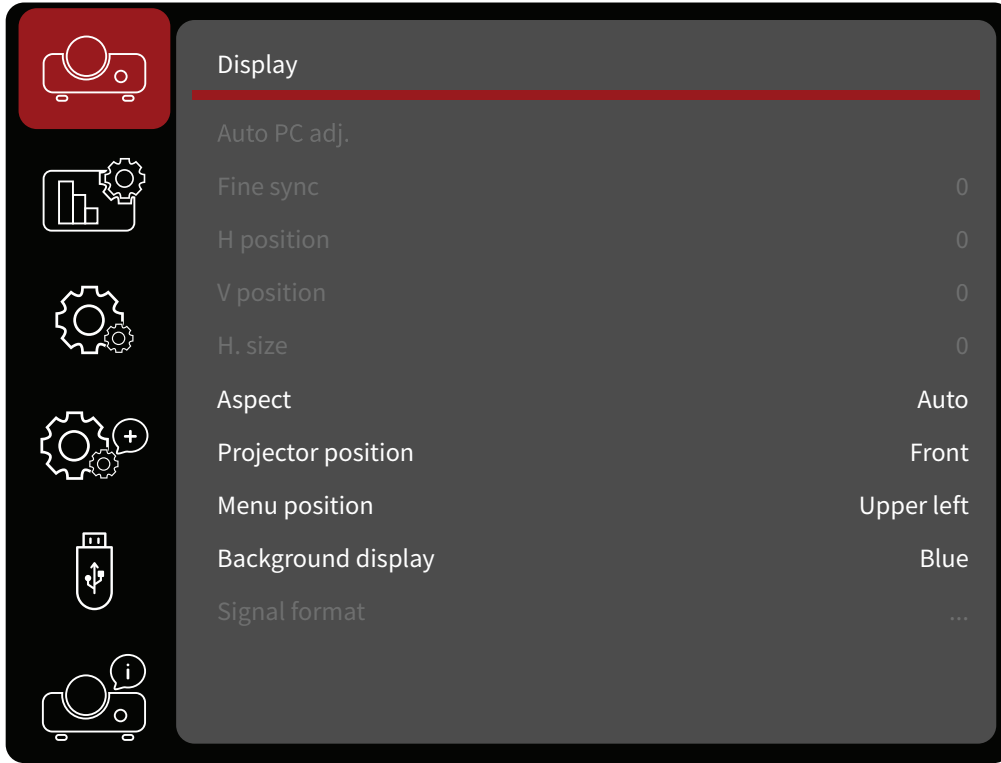 Display
Auto PC adj.
Fine sync 0
H position 0
V position 0
H. size 0
Aspect Auto
Projector position Front
Menu position Upper left
Background display Blue
Signal format ...